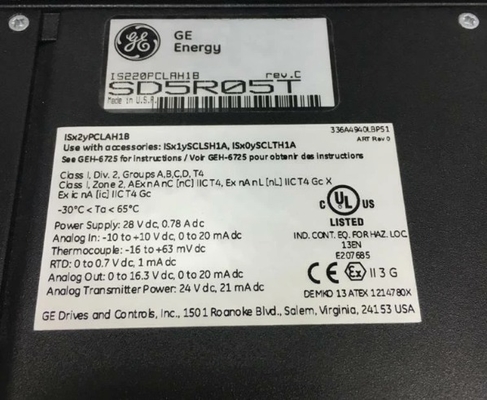 GE
GE
Energy
IS220PCLAH1B rev.C
SD5R05T
Made in U.S.A.
ISx2yPCLAH1B
336A4940LBP51
Use with accessories: ISx1ySCLSH1A, ISx0ySCLTH1A
ART Rev 0
See GEH-6725 for instructions / Voir GEH-6725 pour obtenir des instructions
Class I, Div. 2, Groups A,B,C,D, T4
Class I, Zone 2, AEx nA nC [nC] IIC T4, Ex nA nL [nL] IIC T4 Gc X
Ex ic nA [ic] IIC T4 Gc
-30°C < Ta < 65°C
Power Supply: 28 V dc, 0.78 A dc
Analog In: -10 to +10 V dc, 0 to 20 mA dc
Thermocouple: -16 to +63 mV dc
RTD: 0 to 0.7 V dc, 1 mA dc
Analog Out: 0 to 16.3 V dc, 0 to 20 mA dc
Analog Transmitter Power: 24 V dc, 21 mA dc
C UL US
LISTED
IND. CONT. EQ. FOR HAZ. LOC.
13EN
E207685
CE Ex II 3 G
DEMKO 13 ATEX 1214780X
GE Drives and Controls, Inc., 1501 Roanoke Blvd., Salem, Virginia, 24153 USA